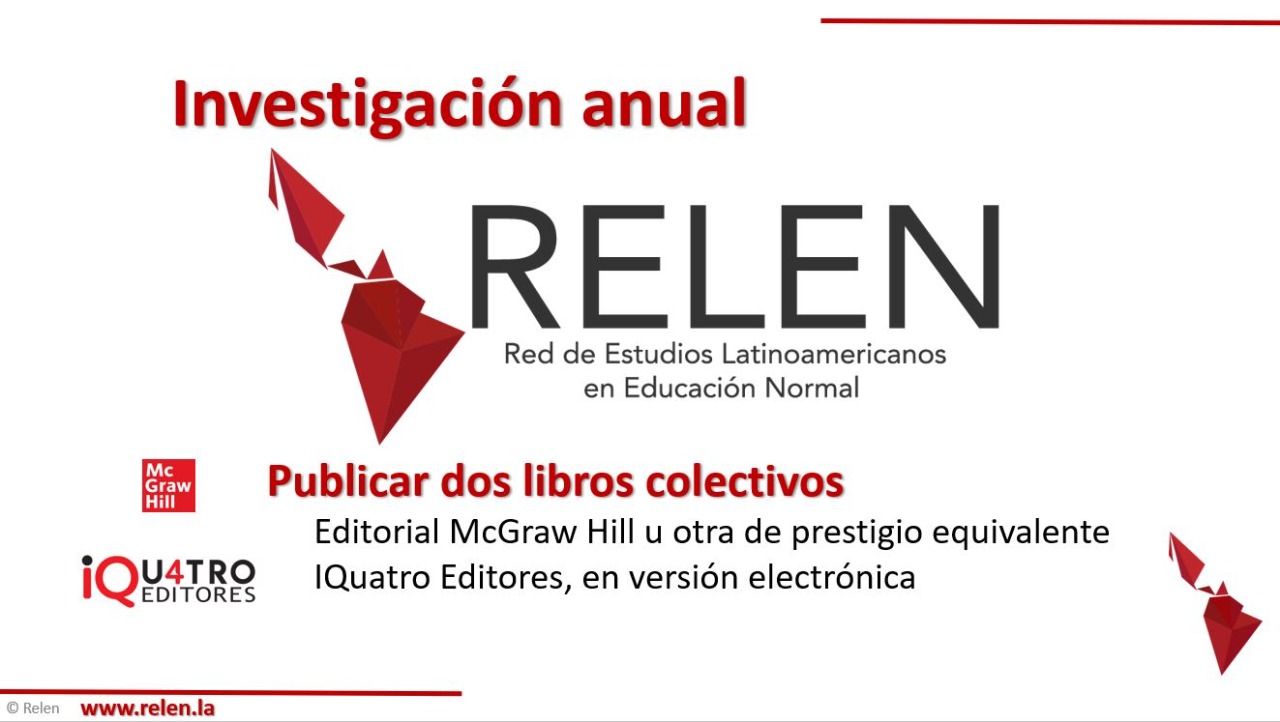 Investigación anual
RELEN
Red de Estudios Latinoamericanos
en Educación Normal
Mc
Graw
Hill
Publicar dos libros colectivos
Editorial McGraw Hill u otra de prestigio equivalente
iQU4TRO
EDITORES
IQuatro Editores, en versión electrónica
© Relen
www.relen.la